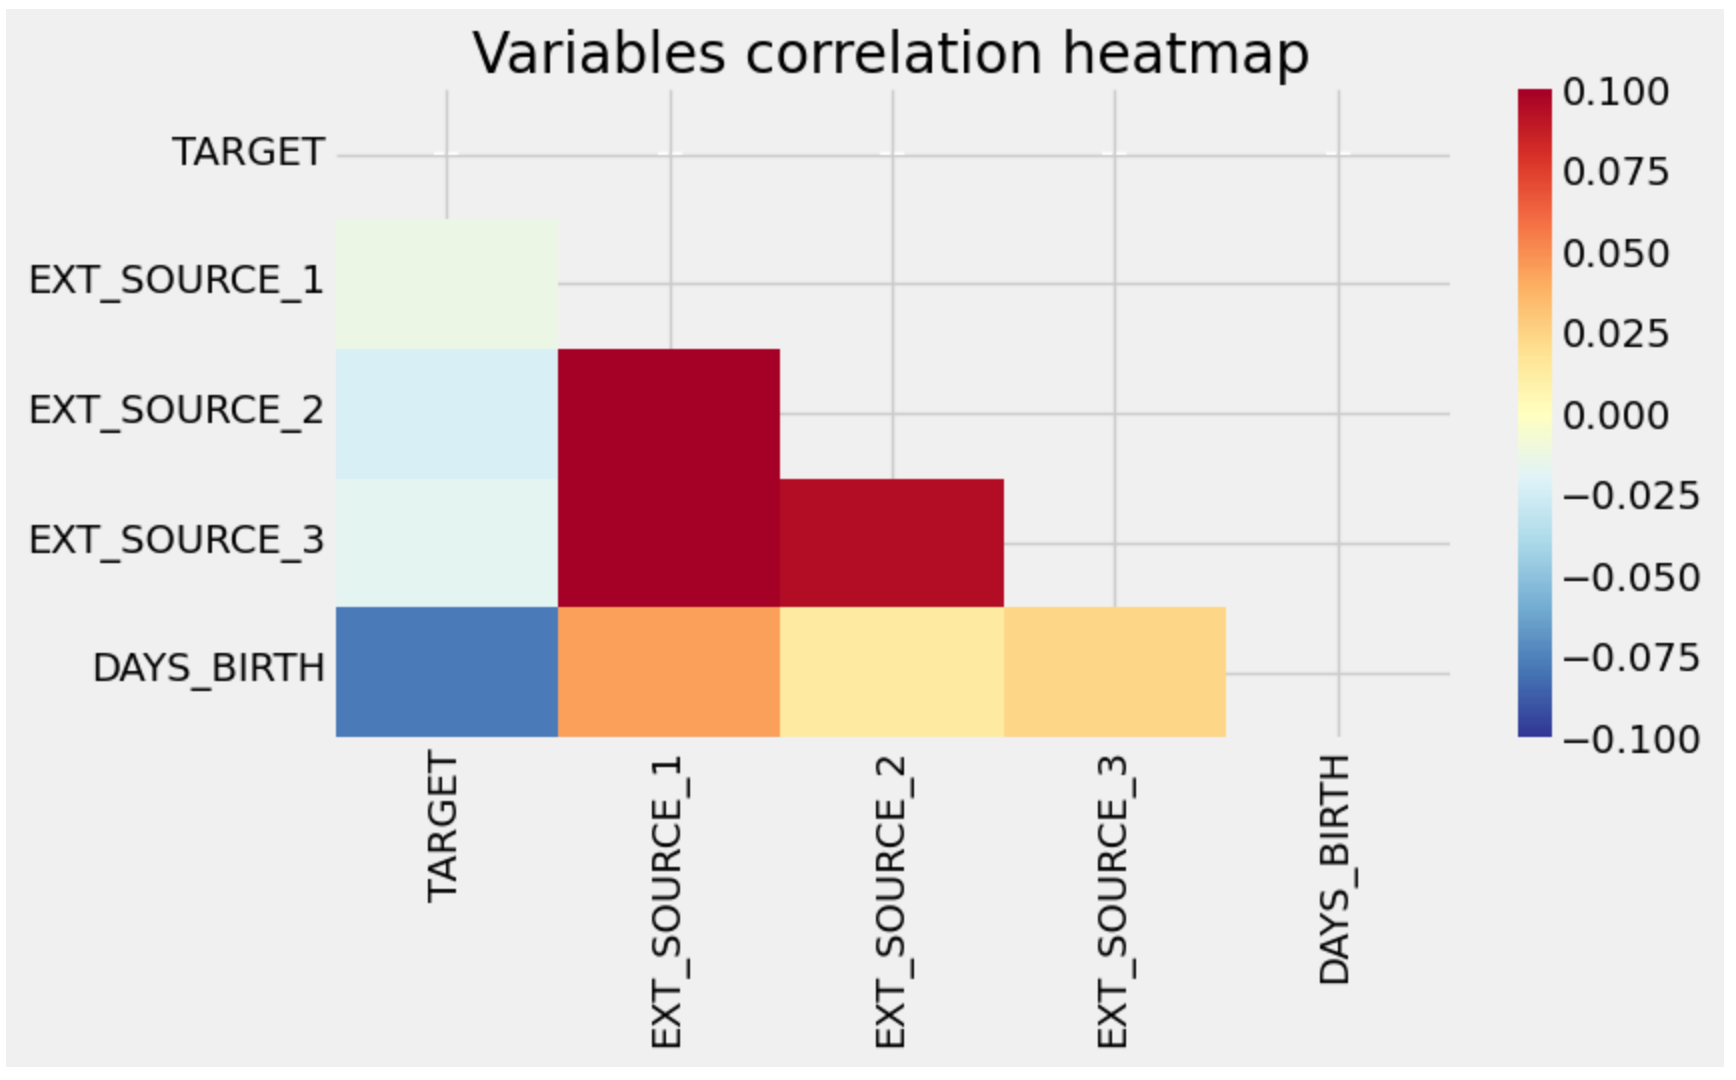 Variables correlation heatmap
TARGET
EXT_SOURCE_1
EXT_SOURCE_2
EXT_SOURCE_3
DAYS_BIRTH
TARGET
EXT_SOURCE_1
EXT_SOURCE_2
EXT_SOURCE_3
DAYS_BIRTH
0.100
0.075
0.050
0.025
0.000
−0.025
−0.050
−0.075
−0.100